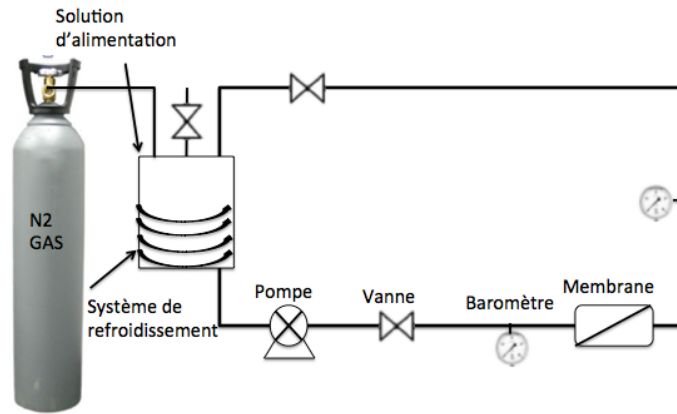 Solution
d'alimentation
N2
GAS
Système de
refroidissement
Pompe
Vanne
Baromètre
Membrane